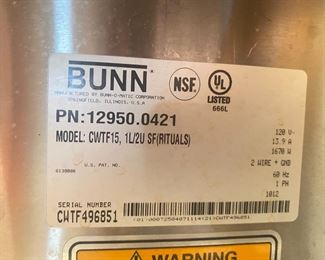 BUNN
MANUFACTURED BY BUNN-O-MATIC CORPORATION
SPRINGFIELD, ILLINOIS, U.S.A
NSF
UL
LISTED
666L
PN:12950.0421
MODEL: CWTF15, 1L/2U SF(RITUALS)
120 V~
13.9 A
1670 W
2 WIRE + GND
60 Hz
1 PH
1012
U.S. PAT. NO.
SERIAL NUMBER
CWTF496851
WARNING